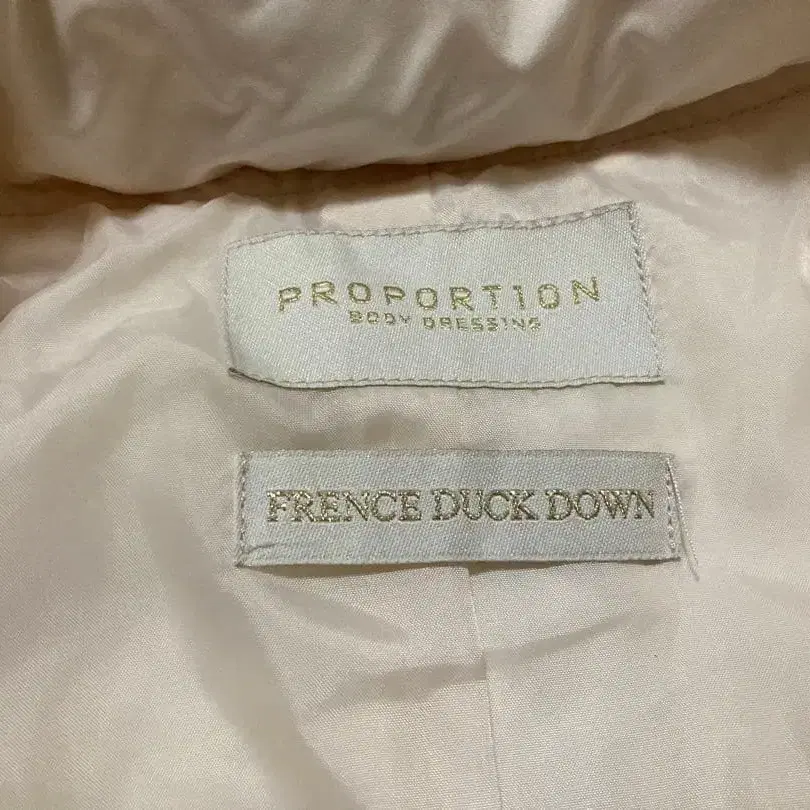 PROPORTION
BODY DRESSING
FRENCE DUCK DOWN